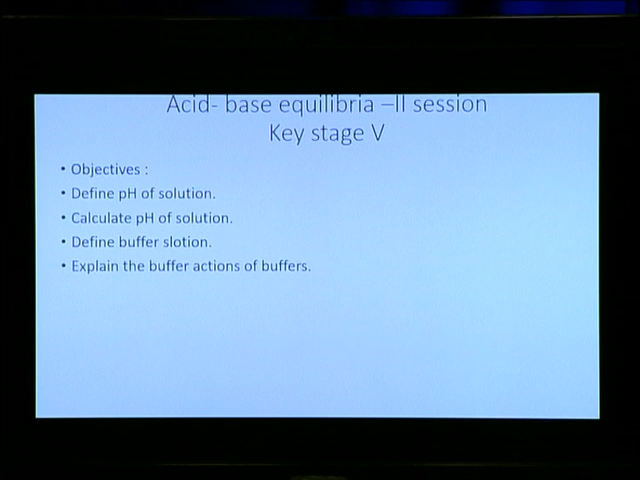 Acid- base equilibria –II session
Key stage V
• Objectives :
• Define pH of solution.
• Calculate pH of solution.
• Define buffer slotion.
• Explain the buffer actions of buffers.